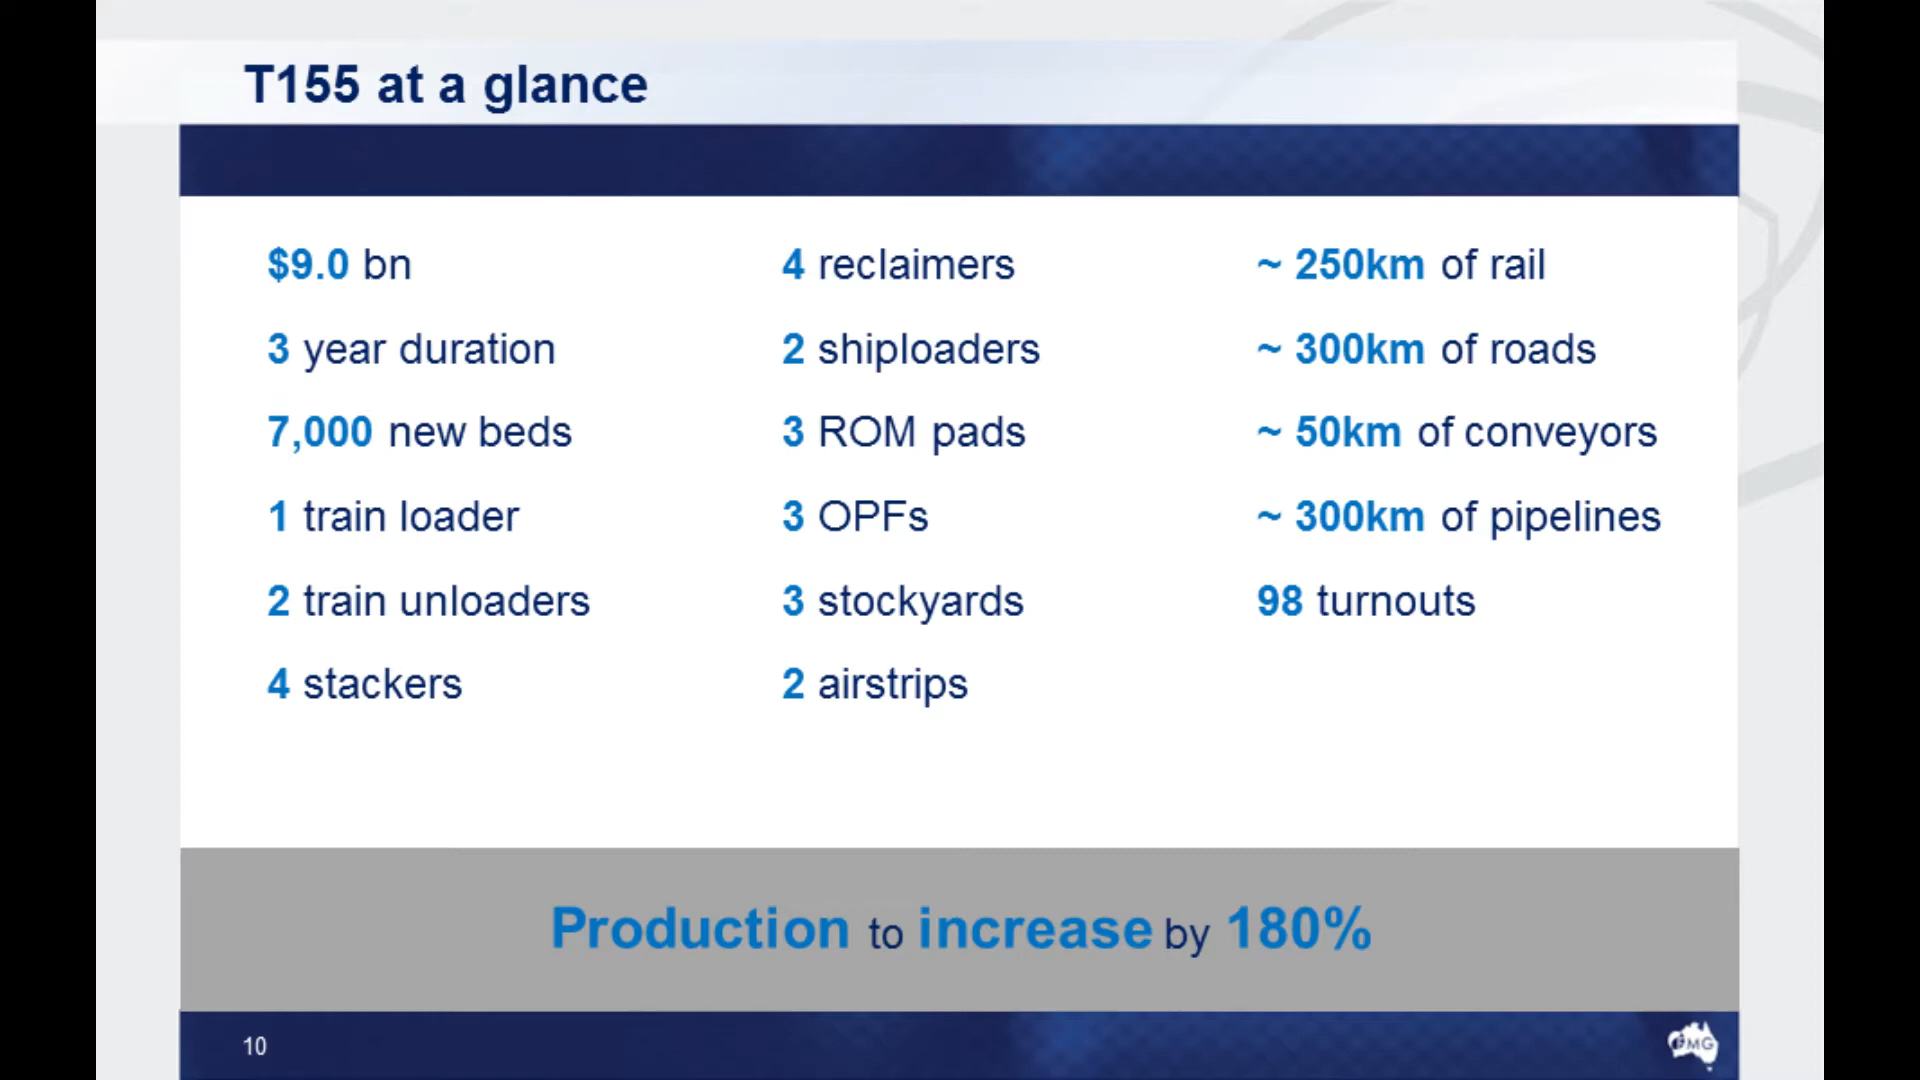 T155 at a glance
$9.0 bn
3 year duration
7,000 new beds
1 train loader
2 train unloaders
4 stackers
4 reclaimers
2 shiploaders
3 ROM pads
3 OPFs
3 stockyards
2 airstrips
~ 250km of rail
~ 300km of roads
~ 50km of conveyors
~ 300km of pipelines
98 turnouts
Production to increase by 180%
10
FMG